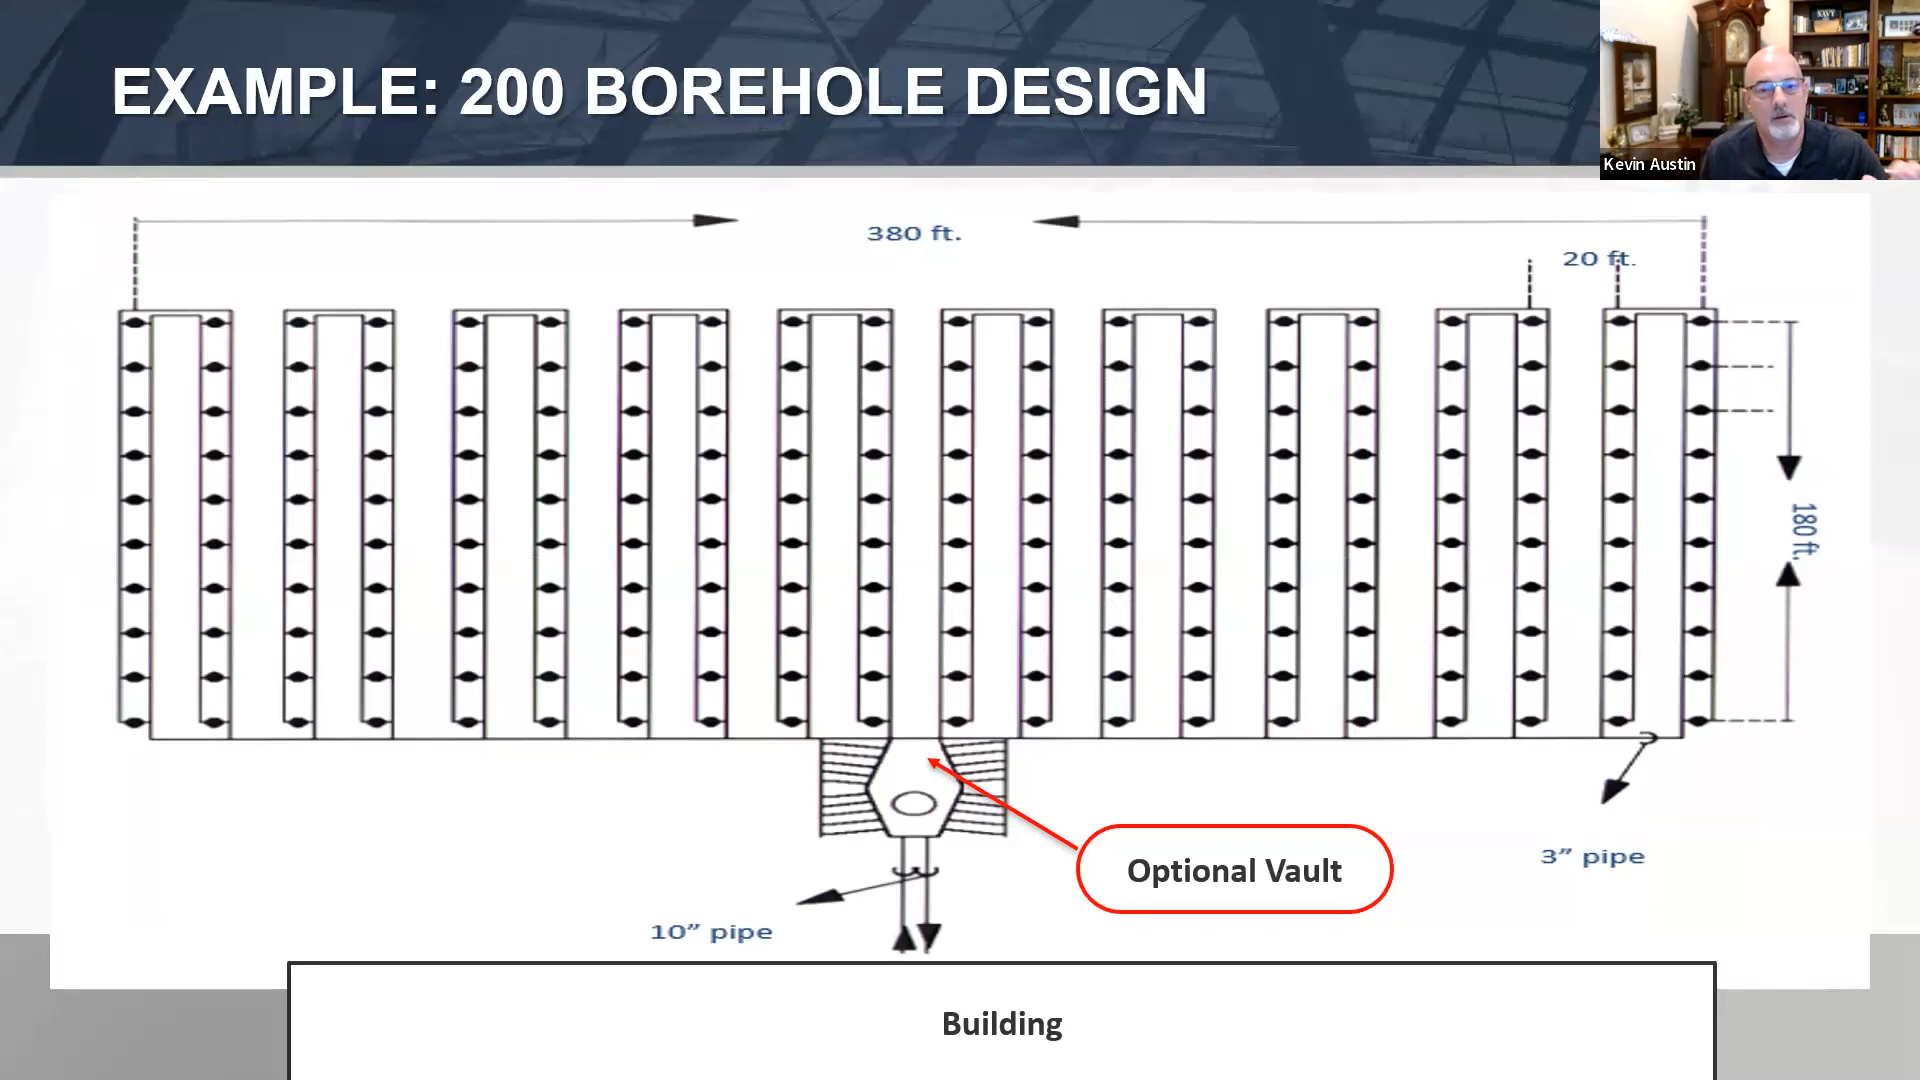 EXAMPLE: 200 BOREHOLE DESIGN
NAVY
Kevin Austin
380 ft.
20 ft.
180 ft.
Optional Vault
3” pipe
10” pipe
Building